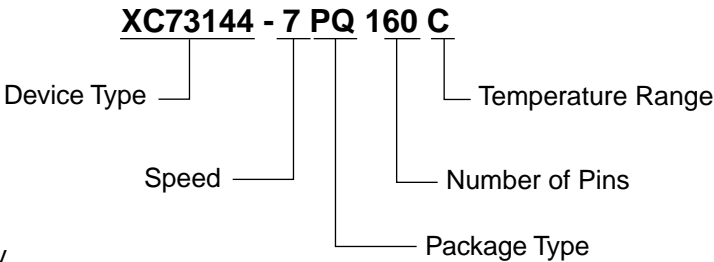 XC73144 - 7 PQ 160 C
Device Type
Temperature Range
Speed
Number of Pins
Package Type